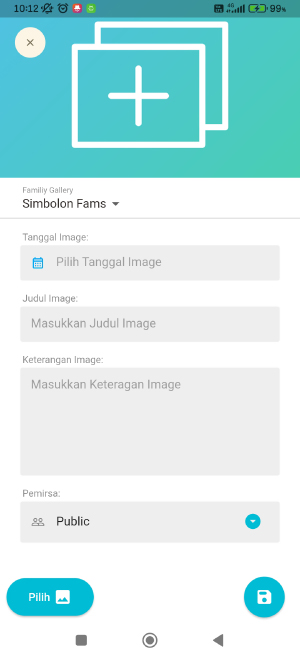 10:12
4G
99%
Familiy Gallery
Simbolon Fams
Tanggal Image:
Pilih Tanggal Image
Judul Image:
Masukkan Judul Image
Keterangan Image:
Masukkan Keteragan Image
Pemirsa:
Public
Pilih